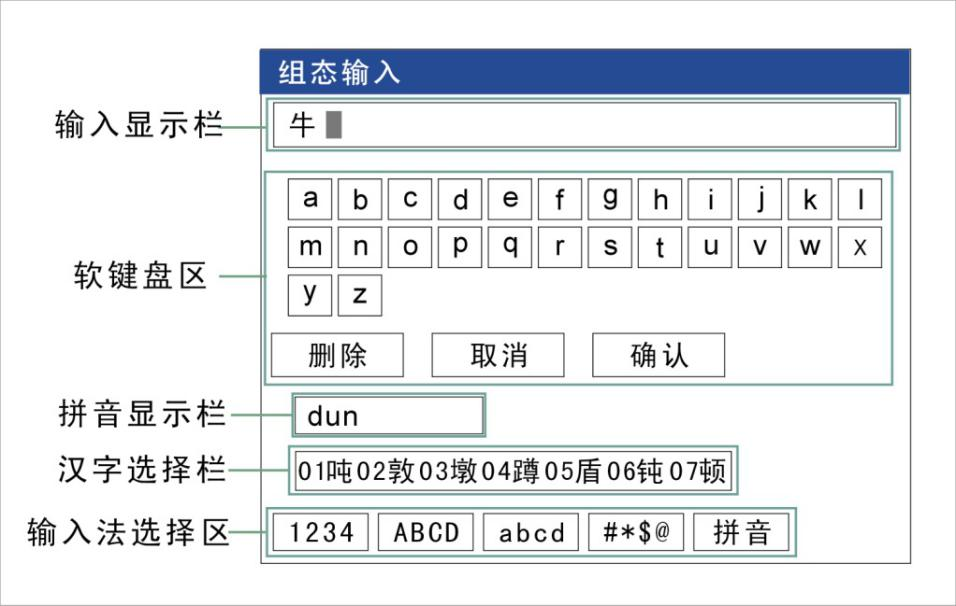 组态输入
输入显示栏 牛
软键盘区
a b c d e f g h i j k l
m n o p q r s t u v w x
y z
删除 取消 确认
拼音显示栏 dun
汉字选择栏 01吨02敦03墩04蹲05盾06钝07顿
输入法选择区 1234 ABCD abcd #*$@ 拼音